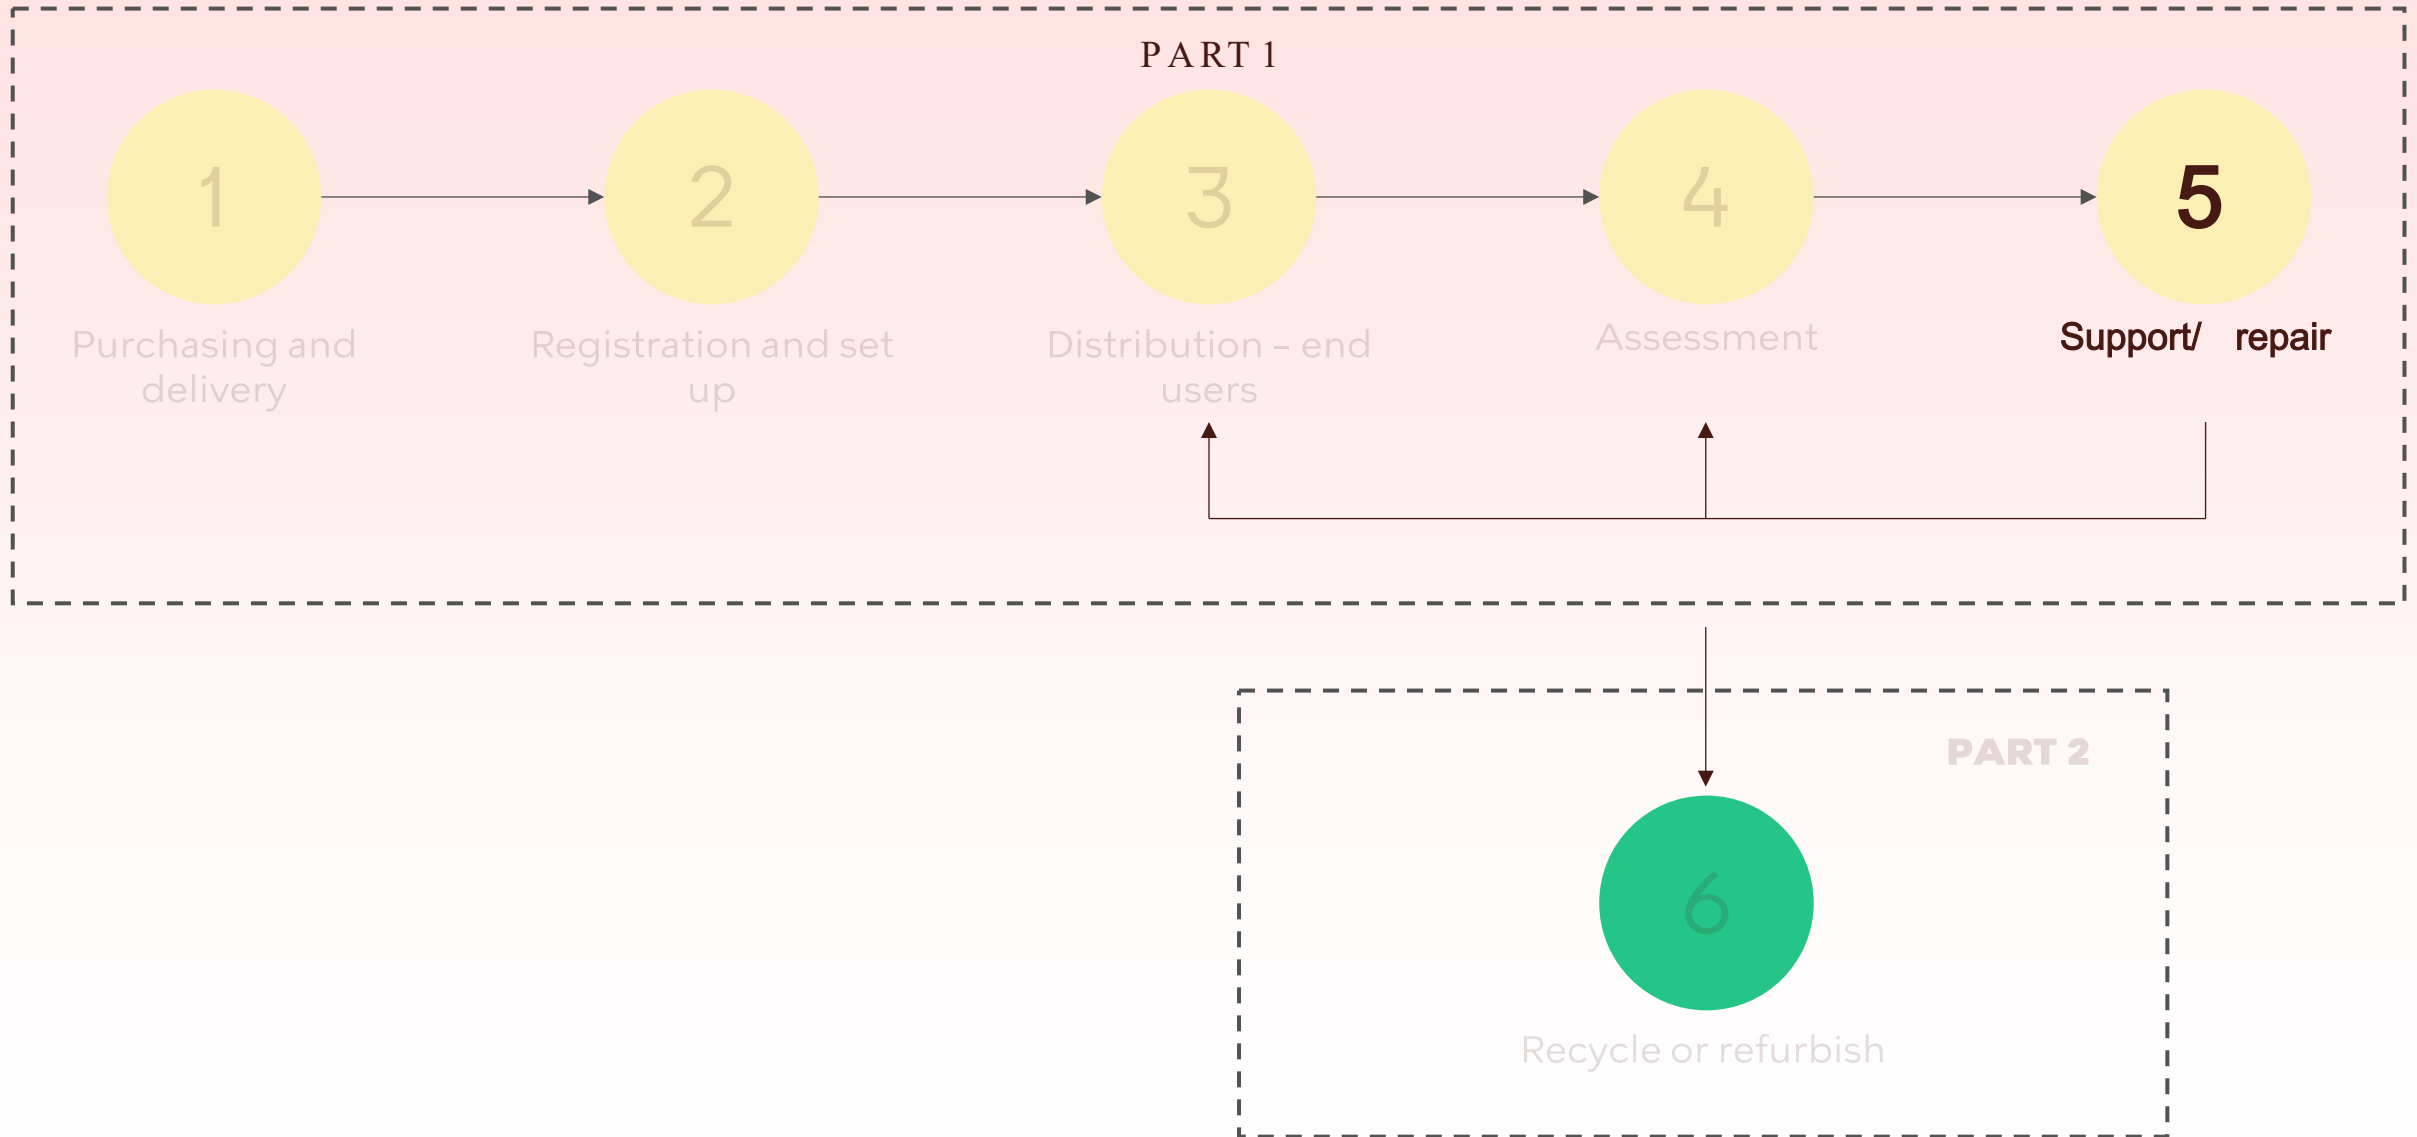 PART 1
1
2
3
4
5
Purchasing and
delivery
Registration and set
up
Distribution – end
users
Assessment
Support/ repair
PART 2
6
Recycle or refurbish